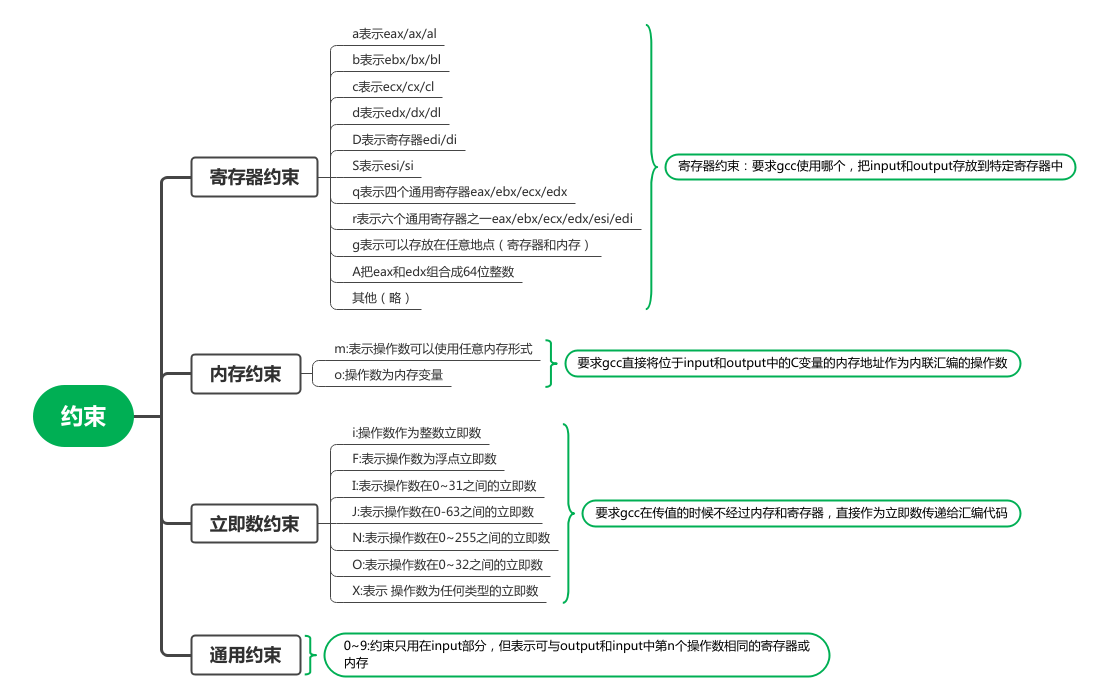 约束
寄存器约束
a表示eax/ax/al
b表示ebx/bx/bl
c表示ecx/cx/cl
d表示edx/dx/dl
D表示寄存器edi/di
S表示esi/si
q表示四个通用寄存器eax/ebx/ecx/edx
r表示六个通用寄存器之一eax/ebx/ecx/edx/esi/edi
g表示可以存放在任意地点（寄存器和内存）
A把eax和edx组合成64位整数
其他（略）
寄存器约束：要求gcc使用哪个，把input和output存放到特定寄存器中
内存约束
m:表示操作数可以使用任意内存形式
o:操作数为内存变量
要求gcc直接将位于input和output中的C变量的内存地址作为内联汇编的操作数
立即数约束
i:操作数作为整数立即数
F:表示操作数为浮点立即数
I:表示操作数在0~31之间的立即数
J:表示操作数在0-63之间的立即数
N:表示操作数在0~255之间的立即数
O:表示操作数在0~32之间的立即数
X:表示 操作数为任何类型的立即数
要求gcc在传值的时候不经过内存和寄存器，直接作为立即数传递给汇编代码
通用约束
0~9:约束只用在input部分，但表示可与output和input中第n个操作数相同的寄存器或
内存